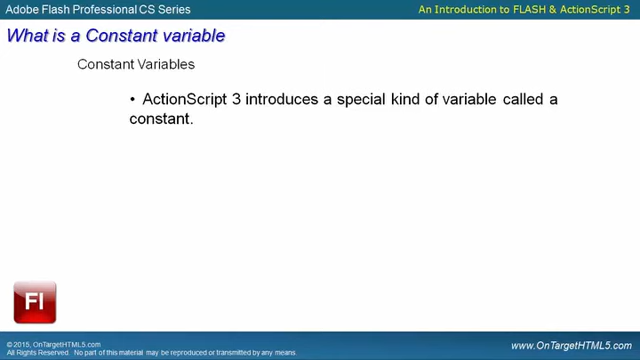 Adobe Flash Professional CS Series
An Introduction to FLASH & ActionScript 3
What is a Constant variable
Constant Variables
• ActionScript 3 introduces a special kind of variable called a
constant.
Fl
© 2015, OnTargetHTML5.com
All Rights Reserved. No part of this material may be reproduced or transmitted by any means.
www.OnTargetHTML5.com